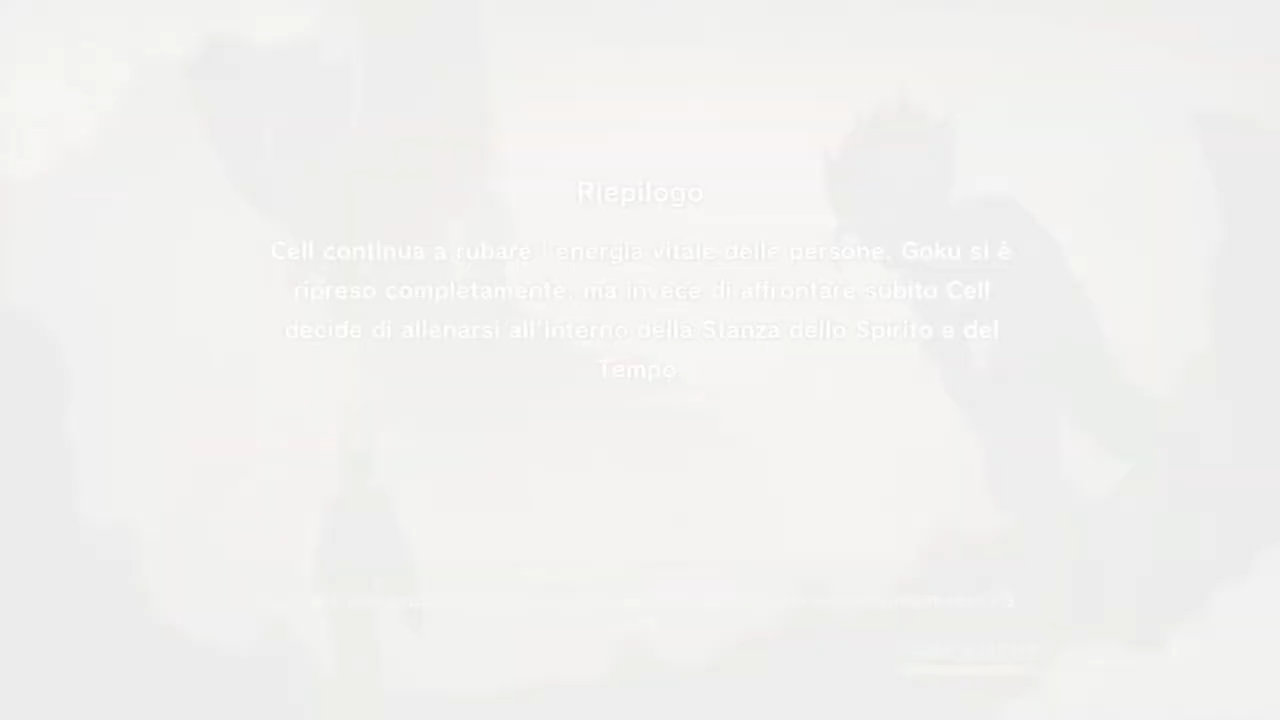 Riepilogo
Cell continua a rubare l'energia vitale delle persone. Goku si è
ripreso completamente, ma invece di affrontare subito Cell
decide di allenarsi all'interno della Stanza dello Spirito e del
Tempo.